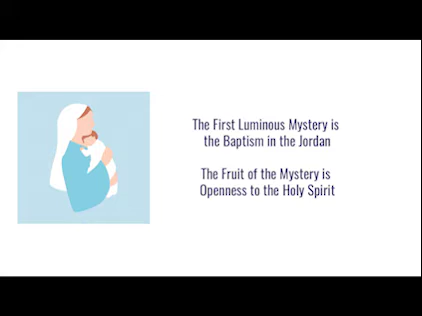 The First Luminous Mystery is
the Baptism in the Jordan
The Fruit of the Mystery is
Openness to the Holy Spirit